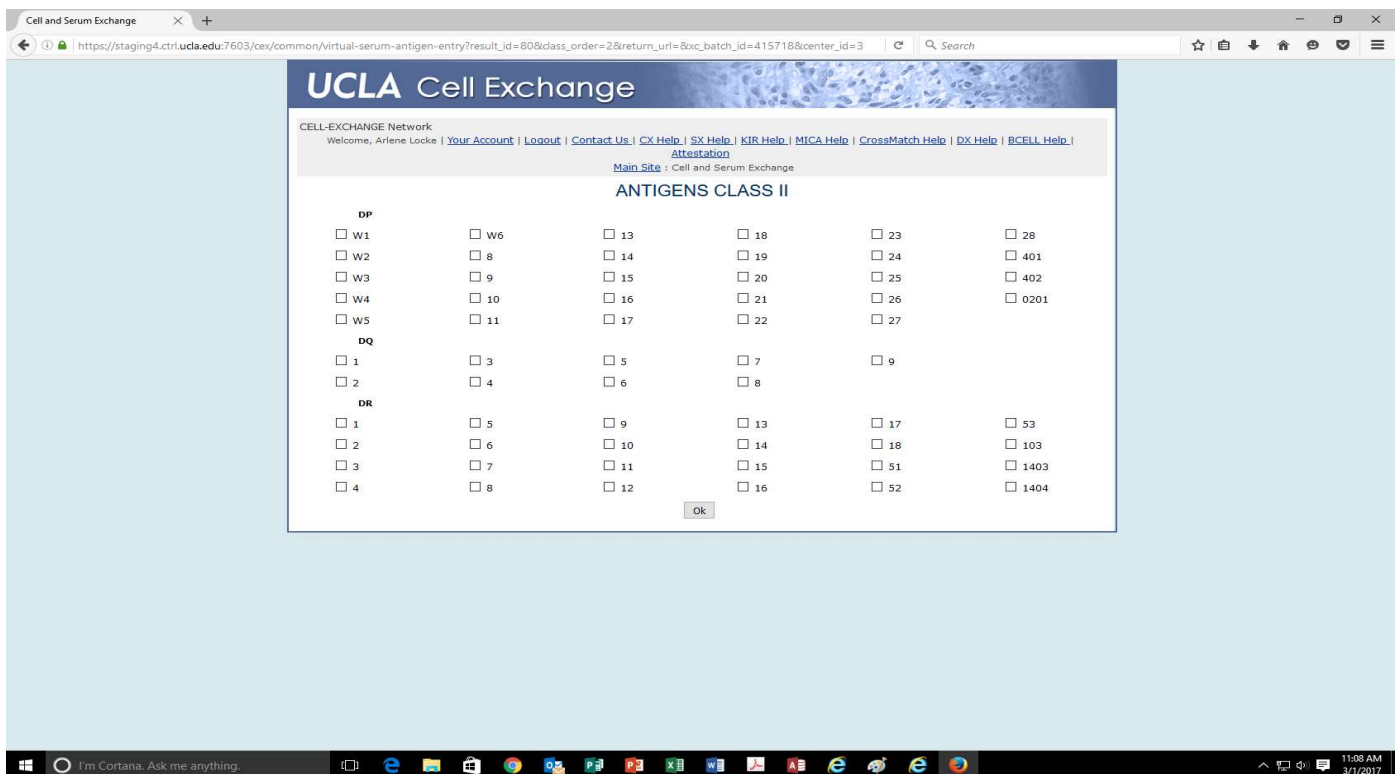 Cell and Serum Exchange
https://staging4.ctrl.ucla.edu:7603/cex/common/virtual-serum-antigen-entry?result_id=80&class_order=2&return_url=&xc_batch_id=415718&center_id=3 Search
UCLA Cell Exchange
CELL-EXCHANGE Network
Welcome, Arlene Locke | Your Account | Logout | Contact Us | CX Help | SX Help | KIR Help | MICA Help | CrossMatch Help | DX Help | BCELL Help |
Attestation
Main Site : Cell and Serum Exchange
ANTIGENS CLASS II
DP
W1 W6 13 18 23 28
W2 8 14 19 24 401
W3 9 15 20 25 402
W4 10 16 21 26 0201
W5 11 17 22 27
DQ
1 3 5 7 9
2 4 6 8
DR
1 5 9 13 17 53
2 6 10 14 18 103
3 7 11 15 51 1403
4 8 12 16 52 1404
Ok
I'm Cortana. Ask me anything.
11:08 AM
3/1/2017